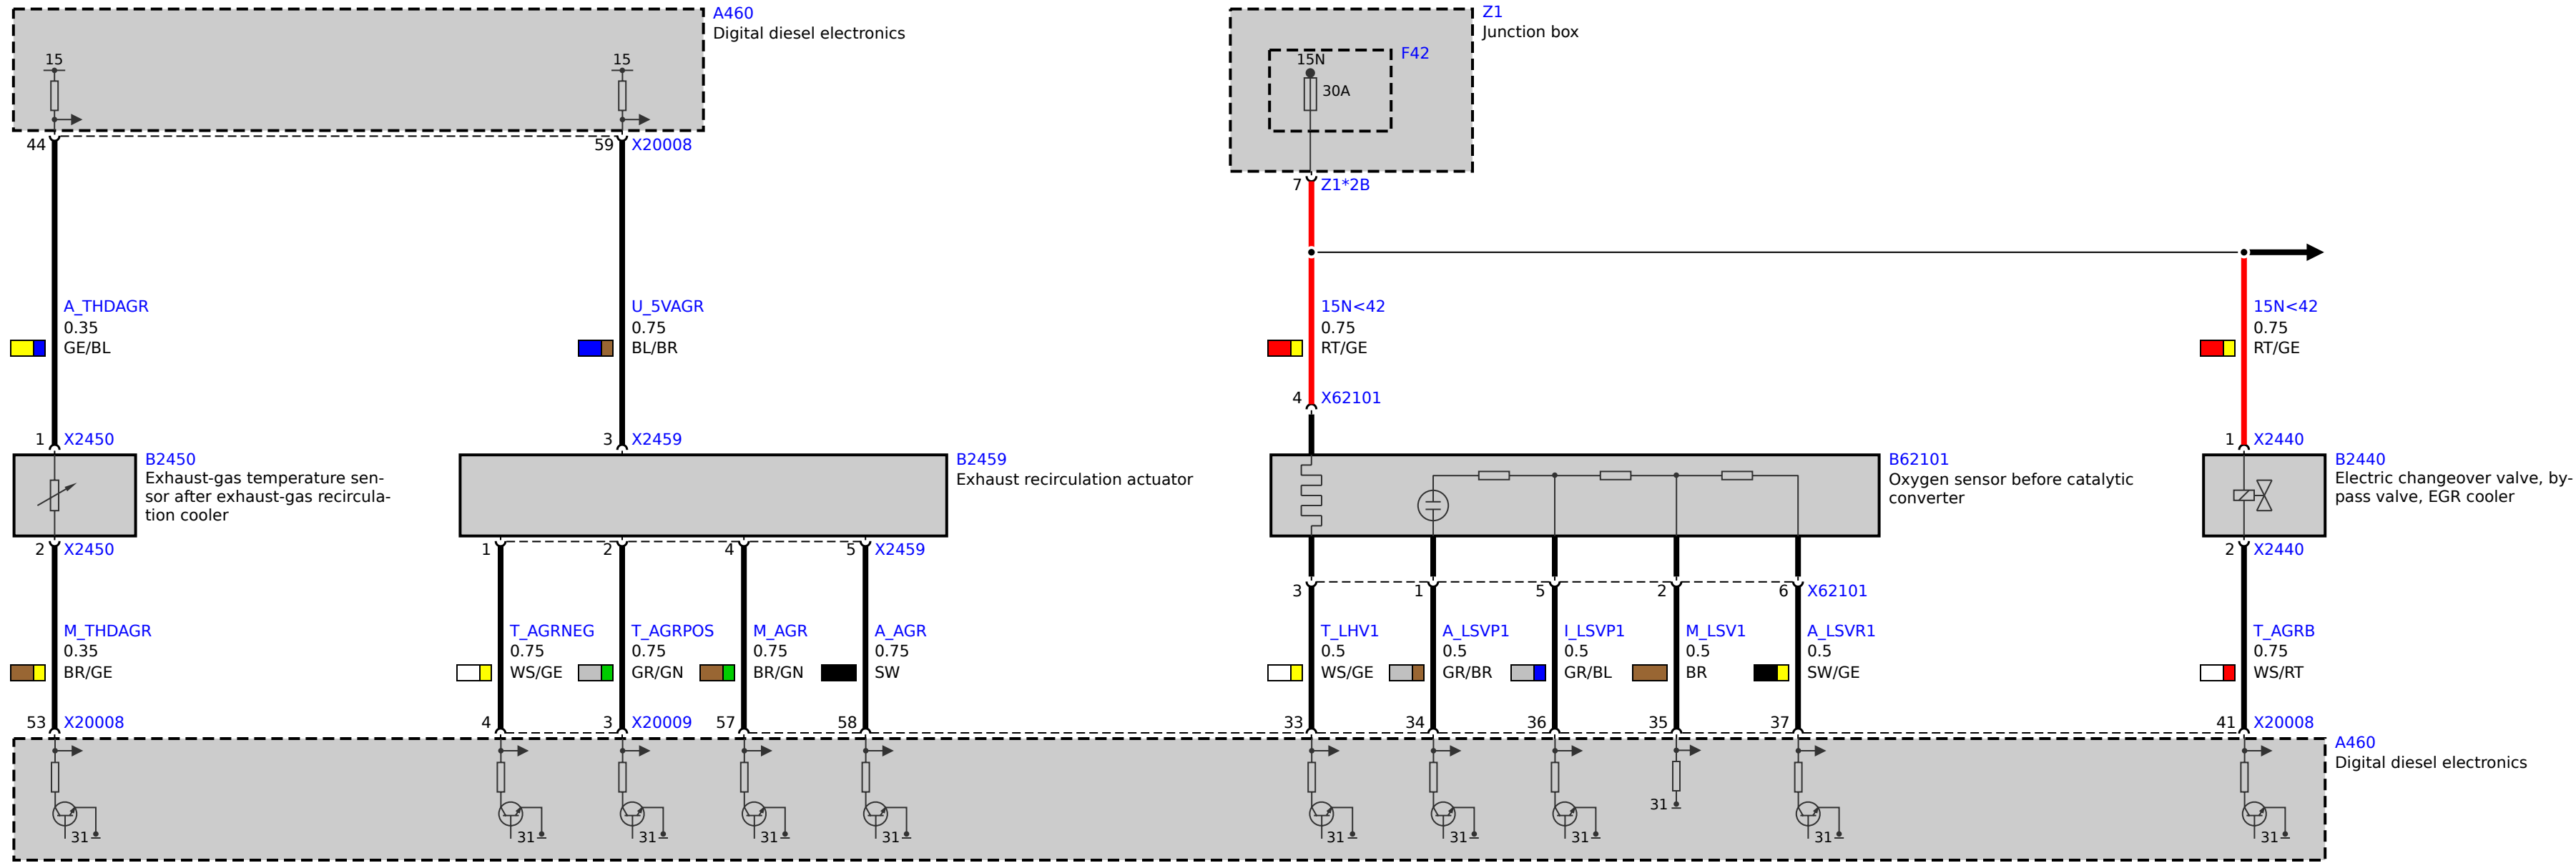 A460
Digital diesel electronics
15
15
Z1
Junction box
F42
15N
30A
44
59
X20008
7
Z1*2B
A_THDAGR
0.35
GE/BL
U_5VAGR
0.75
BL/BR
15N<42
0.75
RT/GE
15N<42
0.75
RT/GE
4
X62101
1
X2450
3
X2459
1
X2440
B2450
Exhaust-gas temperature sen-
sor after exhaust-gas recircula-
tion cooler
B2459
Exhaust recirculation actuator
B62101
Oxygen sensor before catalytic
converter
B2440
Electric changeover valve, by-
pass valve, EGR cooler
2
X2450
1
2
4
5
X2459
2
X2440
3
1
5
2
6
X62101
M_THDAGR
0.35
BR/GE
T_AGRNEG
0.75
WS/GE
T_AGRPOS
0.75
GR/GN
M_AGR
0.75
BR/GN
A_AGR
0.75
SW
T_LHV1
0.5
WS/GE
A_LSVP1
0.5
GR/BR
I_LSVP1
0.5
GR/BL
M_LSV1
0.5
BR
A_LSVR1
0.5
SW/GE
T_AGRB
0.75
WS/RT
53
X20008
4
3
X20009
57
58
33
34
36
35
37
41
X20008
A460
Digital diesel electronics
31
31
31
31
31
31
31
31
31
31
31